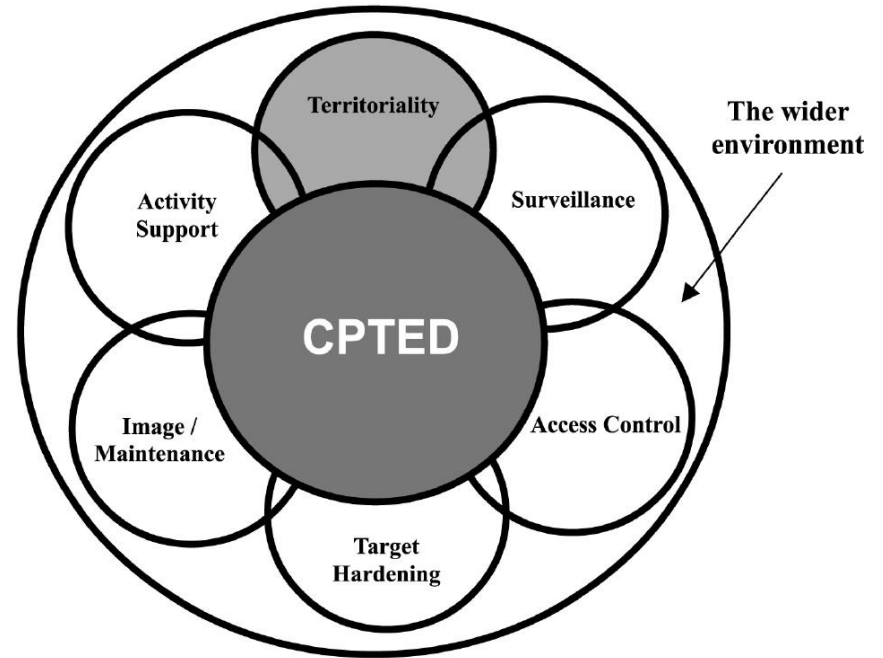 Territoriality
The wider
environment
Activity
Support
Surveillance
CPTED
Image /
Maintenance
Access Control
Target
Hardening